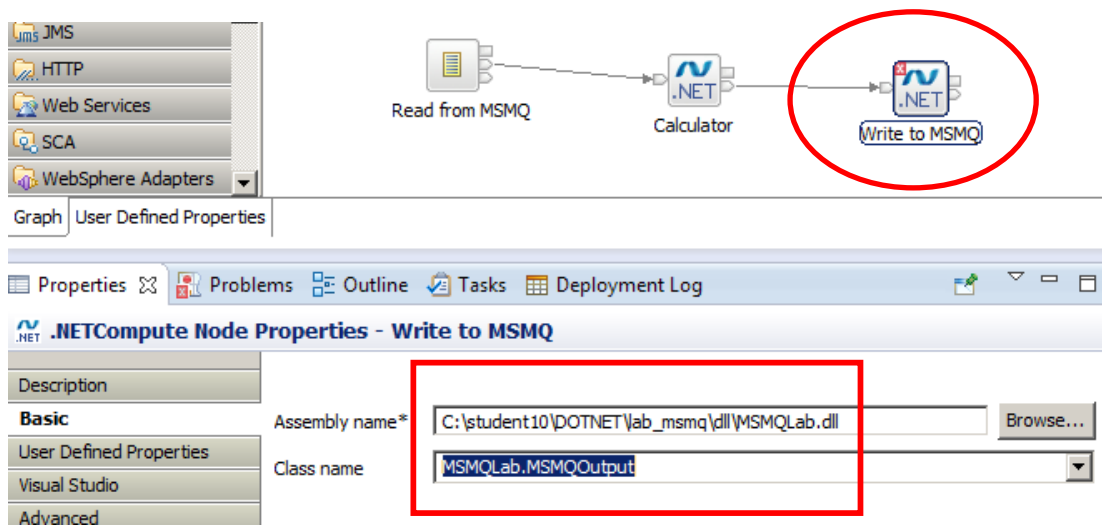 JMS
JMS
HTTP
Web Services
SCA
WebSphere Adapters
Read from MSMQ
.NET
Calculator
.NET
Write to MSMQ
Graph User Defined Properties
Properties Problems Outline Tasks Deployment Log
.NET .NETCompute Node Properties - Write to MSMQ
Description
Basic
User Defined Properties
Visual Studio
Advanced
Assembly name* C:\student10\DOTNET\lab_msmq\dll\MSMQLab.dll Browse...
Class name MSMQLab.MSMQOutput